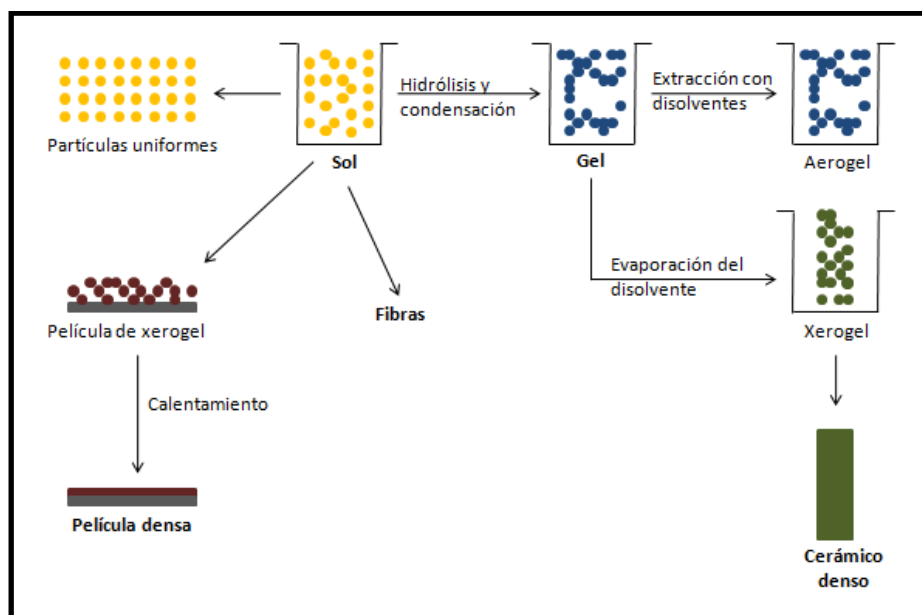 Partículas uniformes
Sol
Hidrólisis y
condensación
Gel
Extracción con
disolventes
Aerogel
Película de xerogel
Fibras
Evaporación del
disolvente
Xerogel
Calentamiento
Película densa
Cerámico
denso